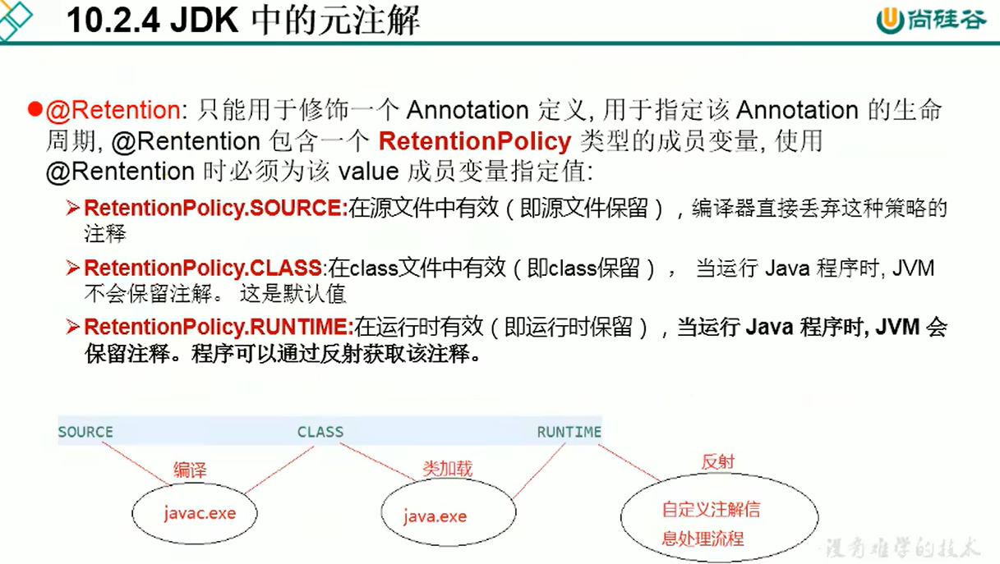 10.2.4 JDK 中的元注解
尚硅谷
@Retention: 只能用于修饰一个 Annotation 定义, 用于指定该 Annotation 的生命
周期, @Rentention 包含一个 RetentionPolicy 类型的成员变量, 使用
@Rentention 时必须为该 value 成员变量指定值:
RetentionPolicy.SOURCE:在源文件中有效（即源文件保留）,编译器直接丢弃这种策略的
注释
RetentionPolicy.CLASS:在class文件中有效（即class保留）, 当运行 Java 程序时, JVM
不会保留注解。 这是默认值
RetentionPolicy.RUNTIME:在运行时有效（即运行时保留）,当运行 Java 程序时, JVM 会
保留注释。程序可以通过反射获取该注释。
SOURCE CLASS RUNTIME
编译 类加载 反射
javac.exe java.exe 自定义注解信
息处理流程
没有难学的技术